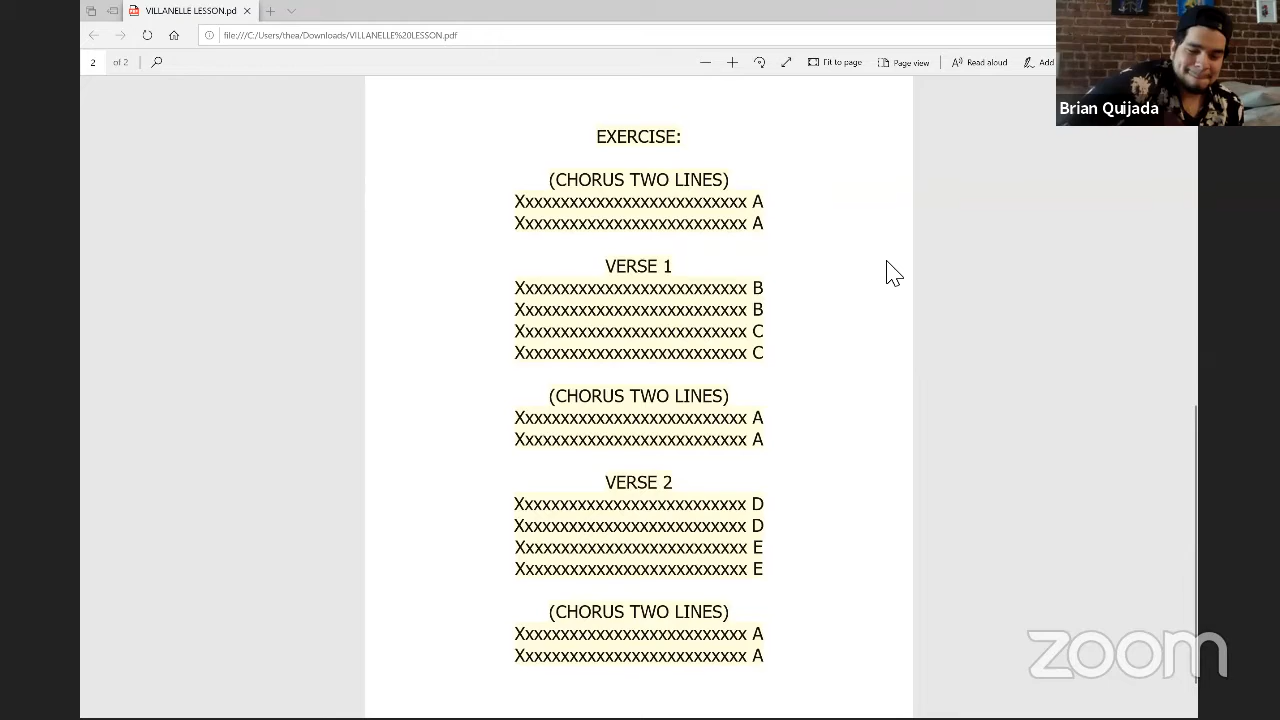 VILLANELLE LESSON.pd
file:///C:/Users/thea/Downloads/VILLANELLE%20LESSON.pdf
2 of 2
Fit to page
Page view
Read aloud
Add
Brian Quijada
EXERCISE:
(CHORUS TWO LINES)
Xxxxxxxxxxxxxxxxxxxxxxxxxx A
Xxxxxxxxxxxxxxxxxxxxxxxxxx A
VERSE 1
Xxxxxxxxxxxxxxxxxxxxxxxxxx B
Xxxxxxxxxxxxxxxxxxxxxxxxxx B
Xxxxxxxxxxxxxxxxxxxxxxxxxx C
Xxxxxxxxxxxxxxxxxxxxxxxxxx C
(CHORUS TWO LINES)
Xxxxxxxxxxxxxxxxxxxxxxxxxx A
Xxxxxxxxxxxxxxxxxxxxxxxxxx A
VERSE 2
Xxxxxxxxxxxxxxxxxxxxxxxxxx D
Xxxxxxxxxxxxxxxxxxxxxxxxxx D
Xxxxxxxxxxxxxxxxxxxxxxxxxx E
Xxxxxxxxxxxxxxxxxxxxxxxxxx E
(CHORUS TWO LINES)
Xxxxxxxxxxxxxxxxxxxxxxxxxx A
Xxxxxxxxxxxxxxxxxxxxxxxxxx A
zoom